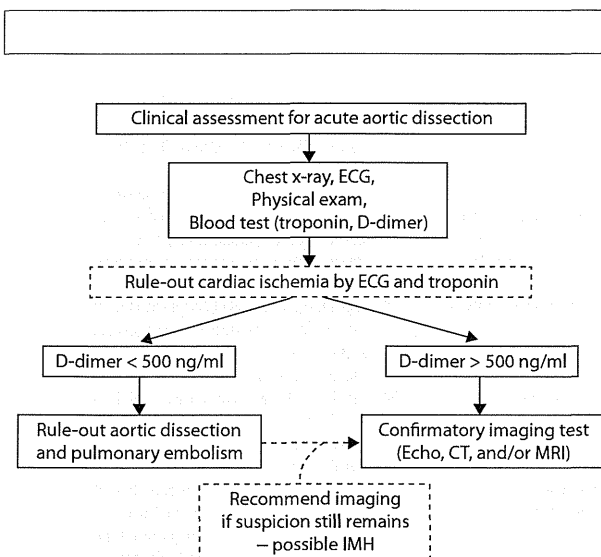 Clinical assessment for acute aortic dissection
Chest x-ray, ECG,
Physical exam,
Blood test (troponin, D-dimer)
Rule-out cardiac ischemia by ECG and troponin
D-dimer < 500 ng/ml
D-dimer > 500 ng/ml
Rule-out aortic dissection
and pulmonary embolism
Confirmatory imaging test
(Echo, CT, and/or MRI)
Recommend imaging
if suspicion still remains
– possible IMH